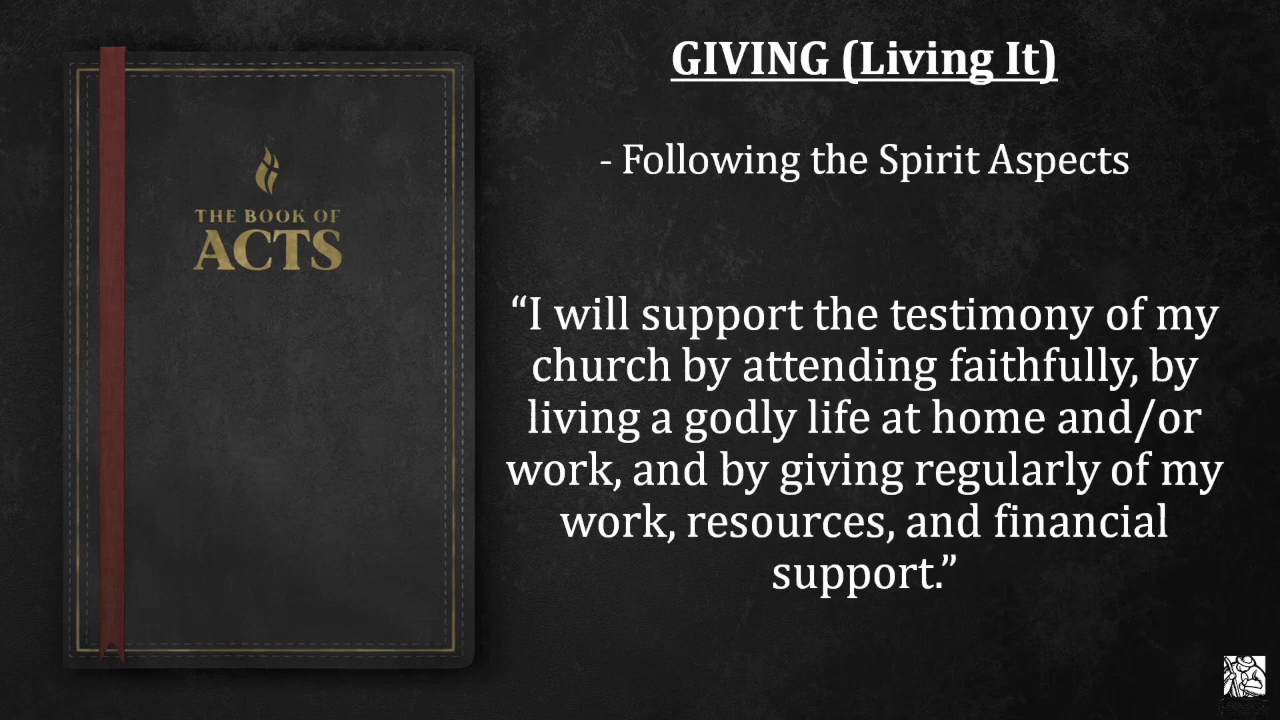 THE BOOK OF
ACTS
GIVING (Living It)
- Following the Spirit Aspects
“I will support the testimony of my
church by attending faithfully, by
living a godly life at home and/or
work, and by giving regularly of my
work, resources, and financial
support.”